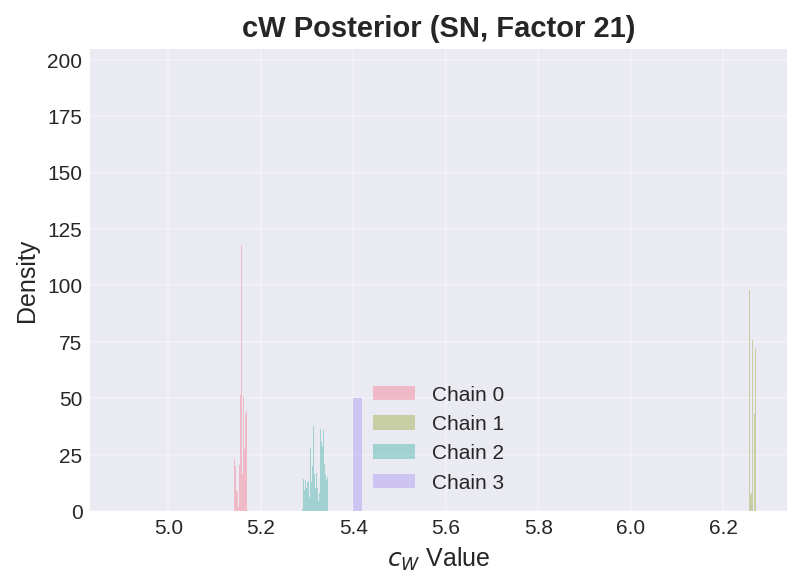 cW Posterior (SN, Factor 21)
200
175
150
125
100
75
50
25
0
Density
Chain 0
Chain 1
Chain 2
Chain 3
5.0 5.2 5.4 5.6 5.8 6.0 6.2
c_W Value